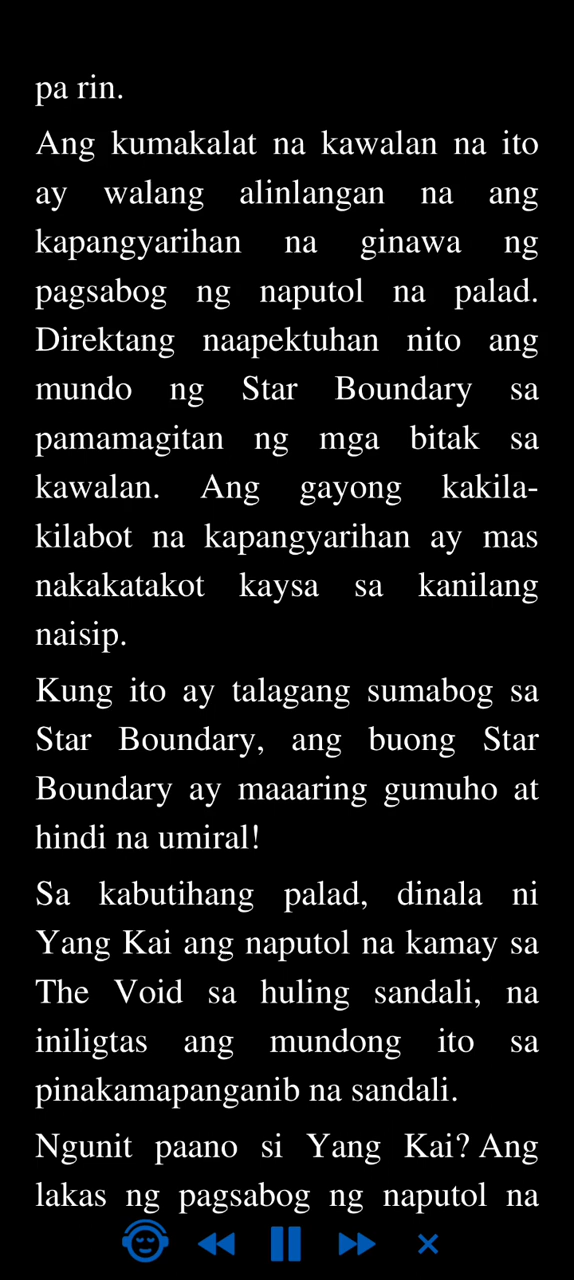 pa rin.
Ang kumakalat na kawalan na ito
ay walang alinlangan na ang
kapangyarihan na ginawa ng
pagsabog ng naputol na palad.
Direktang naapektuhan nito ang
mundo ng Star Boundary sa
pamamagitan ng mga bitak sa
kawalan. Ang gayong kakila-
kilabot na kapangyarihan ay mas
nakakatakot kaysa sa kanilang
naisip.
Kung ito ay talagang sumabog sa
Star Boundary, ang buong Star
Boundary ay maaaring gumuho at
hindi na umiral!
Sa kabutihang palad, dinala ni
Yang Kai ang naputol na kamay sa
The Void sa huling sandali, na
iniligtas ang mundong ito sa
pinakamapanganib na sandali.
Ngunit paano si Yang Kai? Ang
lakas ng pagsabog ng naputol na